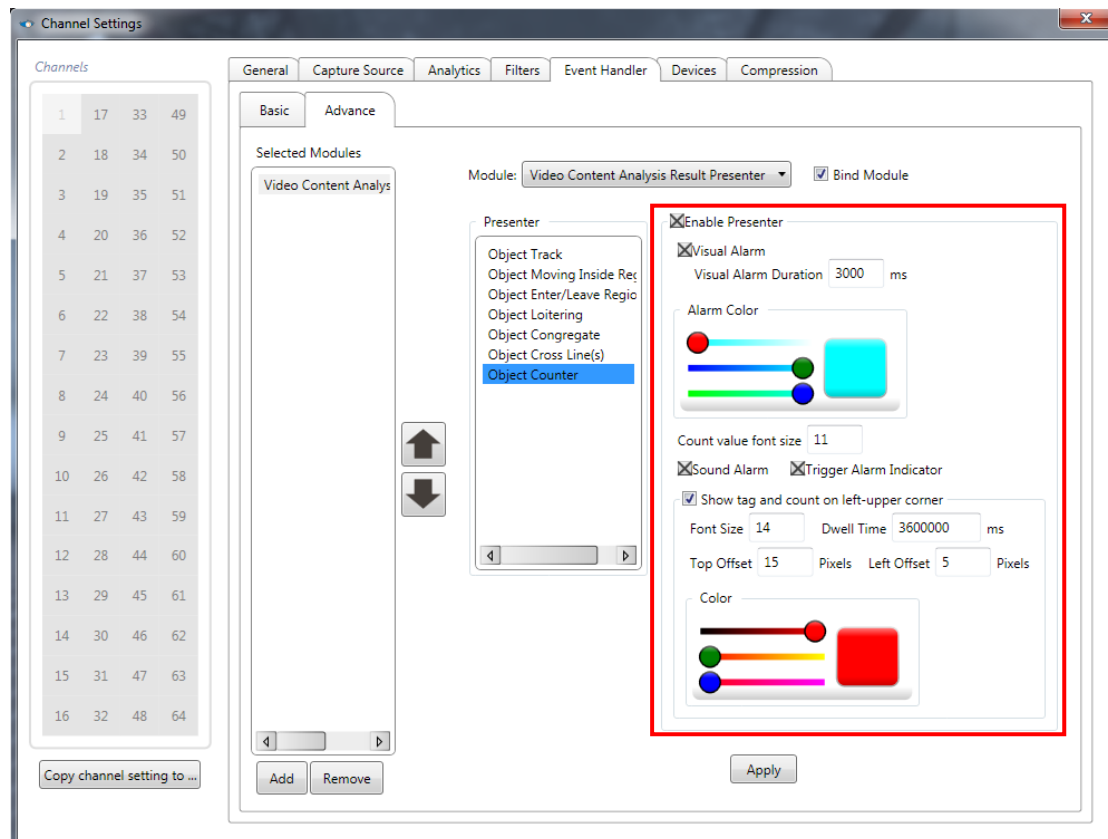 Channel Settings
Channels
General Capture Source Analytics Filters Event Handler Devices Compression
Basic Advance
1 17 33 49
2 18 34 50
3 19 35 51
4 20 36 52
5 21 37 53
6 22 38 54
7 23 39 55
8 24 40 56
9 25 41 57
10 26 42 58
11 27 43 59
12 28 44 60
13 29 45 61
14 30 46 62
15 31 47 63
16 32 48 64
Copy channel setting to ...
Selected Modules
Video Content Analys
Add Remove
Module: Video Content Analysis Result Presenter Bind Module
Presenter
Object Track
Object Moving Inside Reg
Object Enter/Leave Regio
Object Loitering
Object Congregate
Object Cross Line(s)
Object Counter
Enable Presenter
Visual Alarm
Visual Alarm Duration 3000 ms
Alarm Color
Count value font size 11
Sound Alarm Trigger Alarm Indicator
Show tag and count on left-upper corner
Font Size 14 Dwell Time 3600000 ms
Top Offset 15 Pixels Left Offset 5 Pixels
Color
Apply